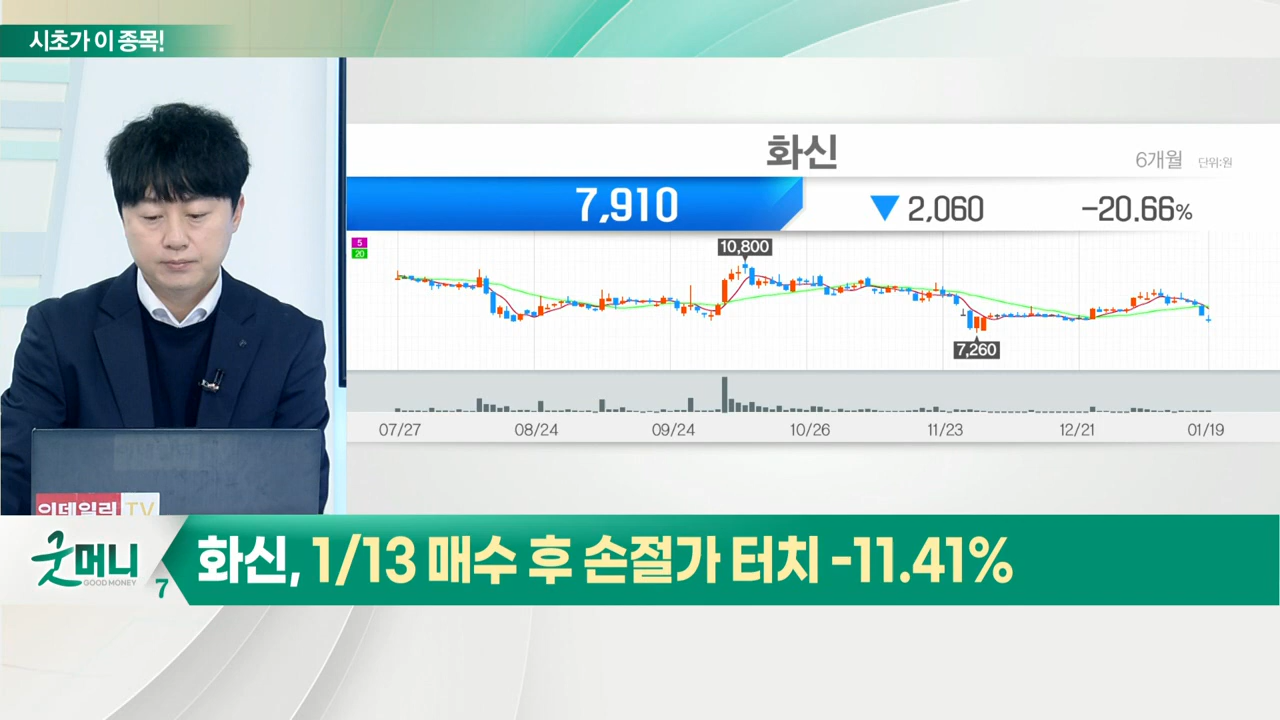 시초가 이 종목!
화신
6개월 단위:원
7,910 ▼ 2,060 -20.66%
5
20
10,800
7,260
07/27 08/24 09/24 10/26 11/23 12/21 01/19
이데일리 TV
굿머니
GOOD MONEY
7
화신, 1/13 매수 후 손절가 터치 -11.41%